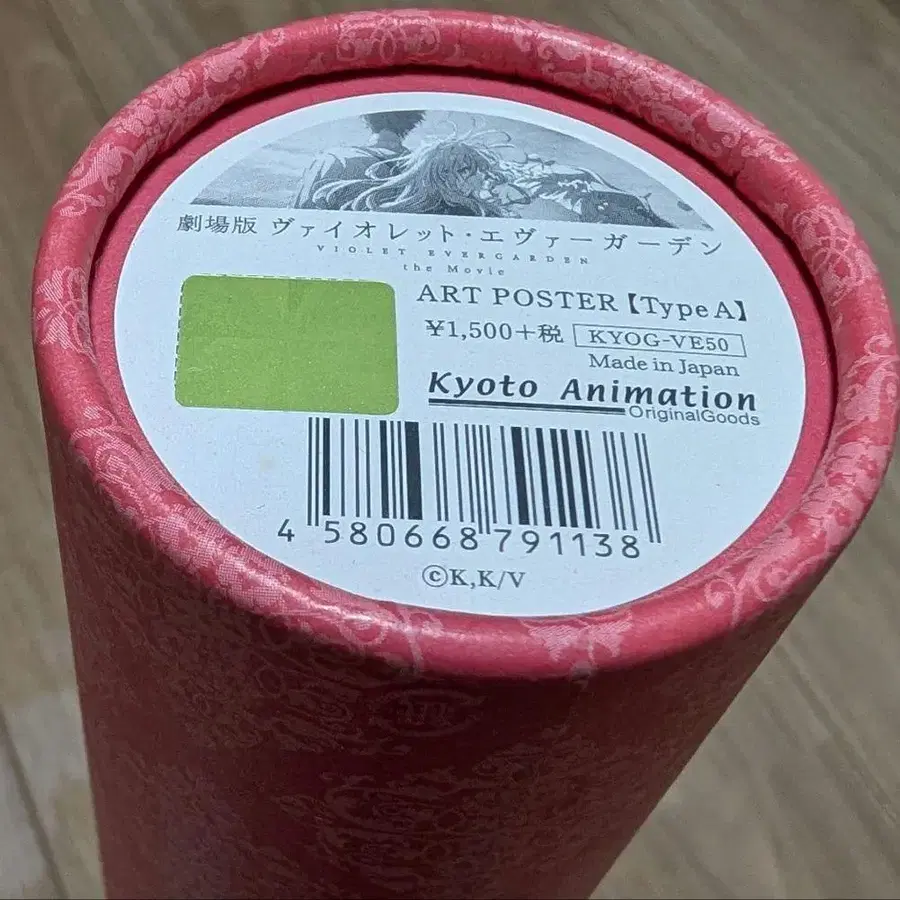 劇場版 ヴァイオレット・エヴァーガーデン
VIOLET EVERGARDEN
the Movie
ART POSTER【Type A】
¥1,500+税 KYOG-VE50
Made in Japan
Kyoto Animation
OriginalGoods
4 580668 791138
©K,K/V